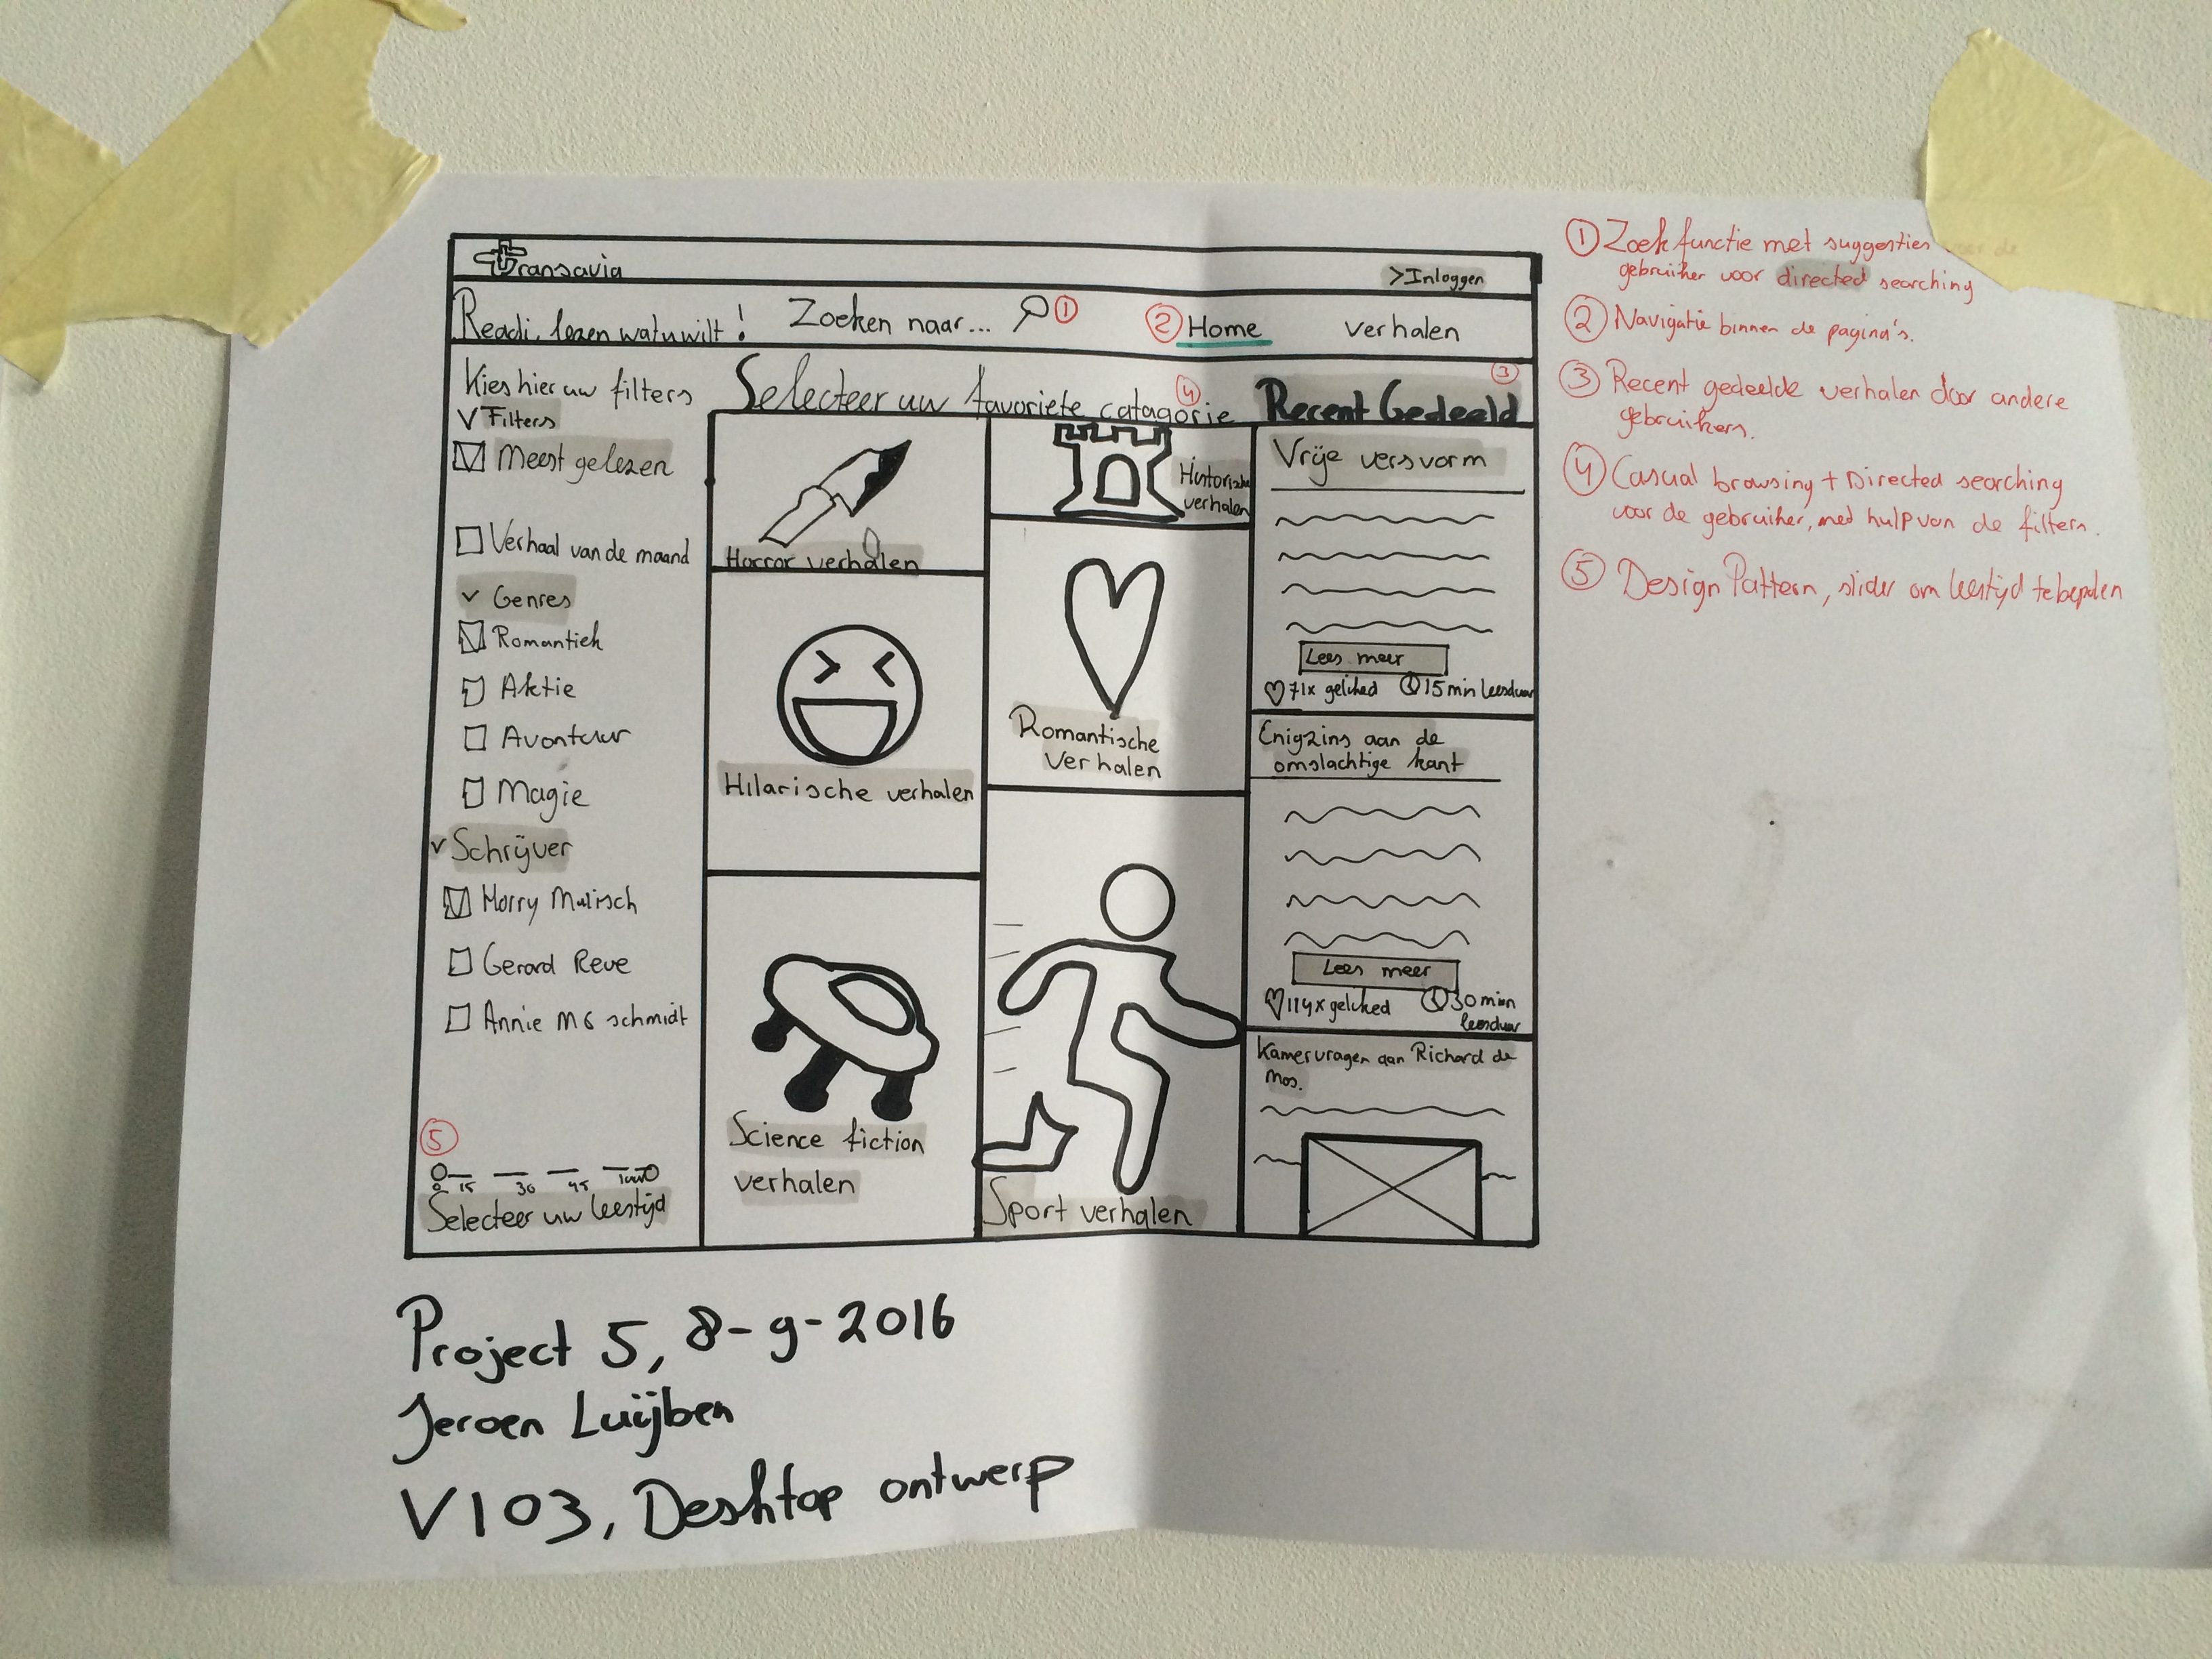 transavia
>Inloggen
Readi, lezen wat u wilt!
Zoeken naar...
1
2
Home
verhalen
Kies hier uw filters
V Filters
Meest gelezen
Verhaal van de maand
v Genres
Romantiek
Aktie
Avontuur
Magie
v Schrijver
Harry Mulisch
Gerard Reve
Annie MG schmidt
5
0 15 30 45 1 uur
Selecteer uw leestijd
Selecteer uw favoriete catagorie
4
Horror verhalen
Hilarische verhalen
Science fiction
verhalen
Historische
verhalen
Romantische
verhalen
Sport verhalen
Recent Gedeeld
3
Vrije versvorm
Lees meer
71x geliked
15 min leesduur
Enigzins aan de
omslachtige kant
Lees meer
114x geliked
30 min
leesduur
Kamervragen aan Richard de
Mos.
1 Zoekfunctie met suggesties de
gebruiker voor directed searching
2 Navigatie binnen de pagina's.
3 Recent gedeelde verhalen door andere
gebruikers.
4 Casual browsing + Directed searching
voor de gebruiker, met hulp van de filters.
5 Design Pattern, slider om leestijd te bepalen
Project 5, 8-9-2016
Jeroen Luijben
V103, Desktop ontwerp